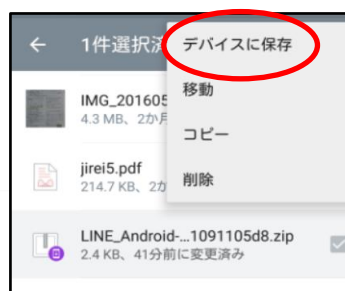 1件選択済
デバイスに保存
移動
コピー
削除
IMG_201605
4.3 MB、2か月
jirei5.pdf
214.7 KB、2か
LINE_Android-...1091105d8.zip
2.4 KB、41分前に変更済み